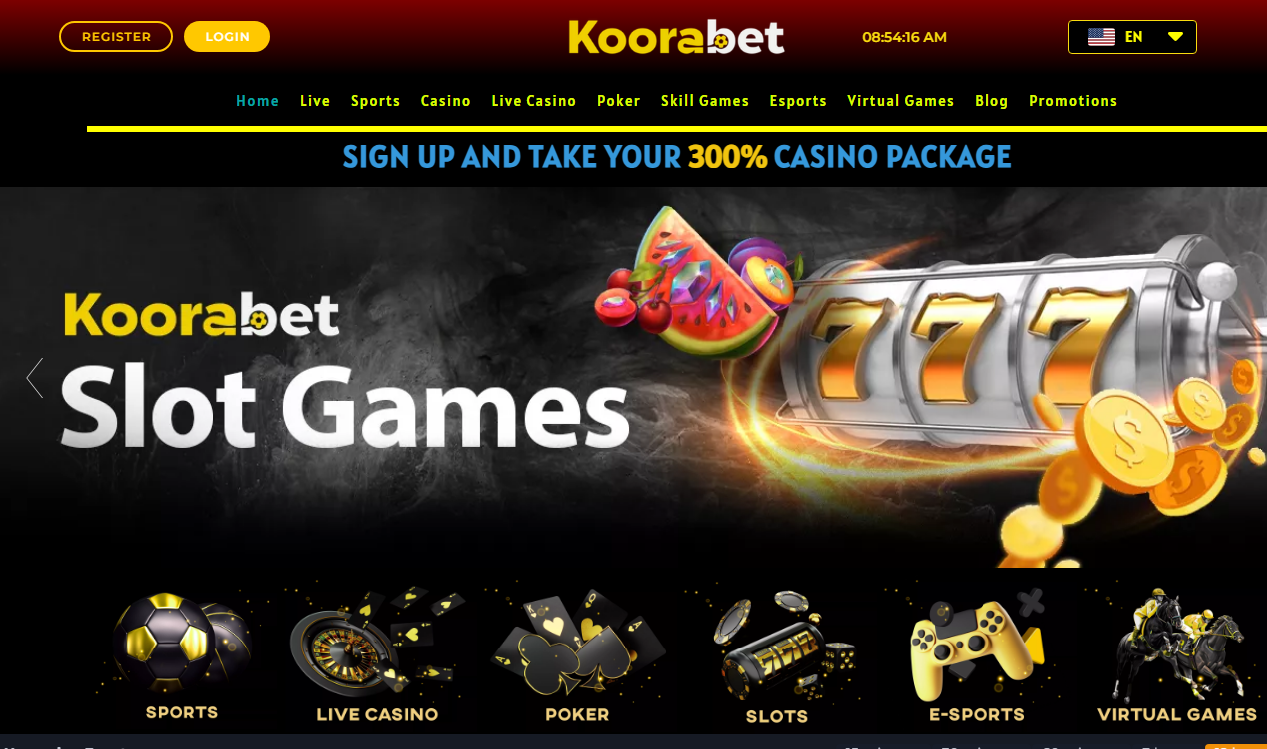 REGISTER LOGIN Koorabet 08:54:16 AM EN
Home Live Sports Casino Live Casino Poker Skill Games Esports Virtual Games Blog Promotions
SIGN UP AND TAKE YOUR 300% CASINO PACKAGE
Koorabet
Slot Games
777
SPORTS LIVE CASINO POKER SLOTS E-SPORTS VIRTUAL GAMES